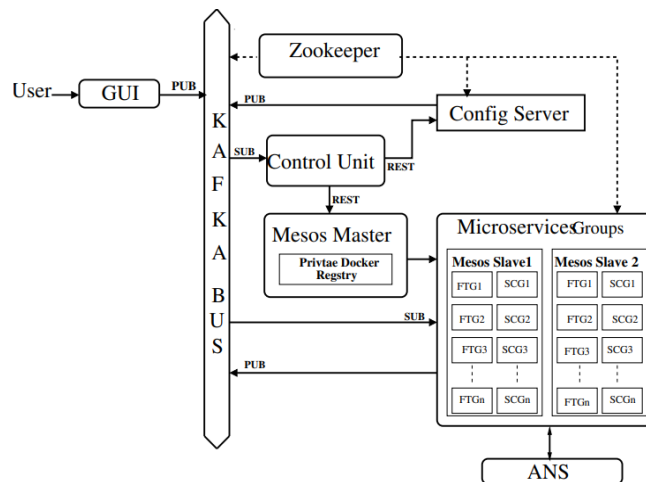 Zookeeper
User
GUI
PUB
PUB
Config Server
KAFKA BUS
SUB
Control Unit
REST
REST
Mesos Master
Privtae Docker
Regstry
Microservices Groups
Mesos Slave1
Mesos Slave 2
FTG1 SCG1 FTG1 SCG1
FTG2 SCG2 FTG2 SCG2
FTG3 SCG3 FTG3 SCG3
FTGn SCGn FTGn SCGn
SUB
PUB
ANS